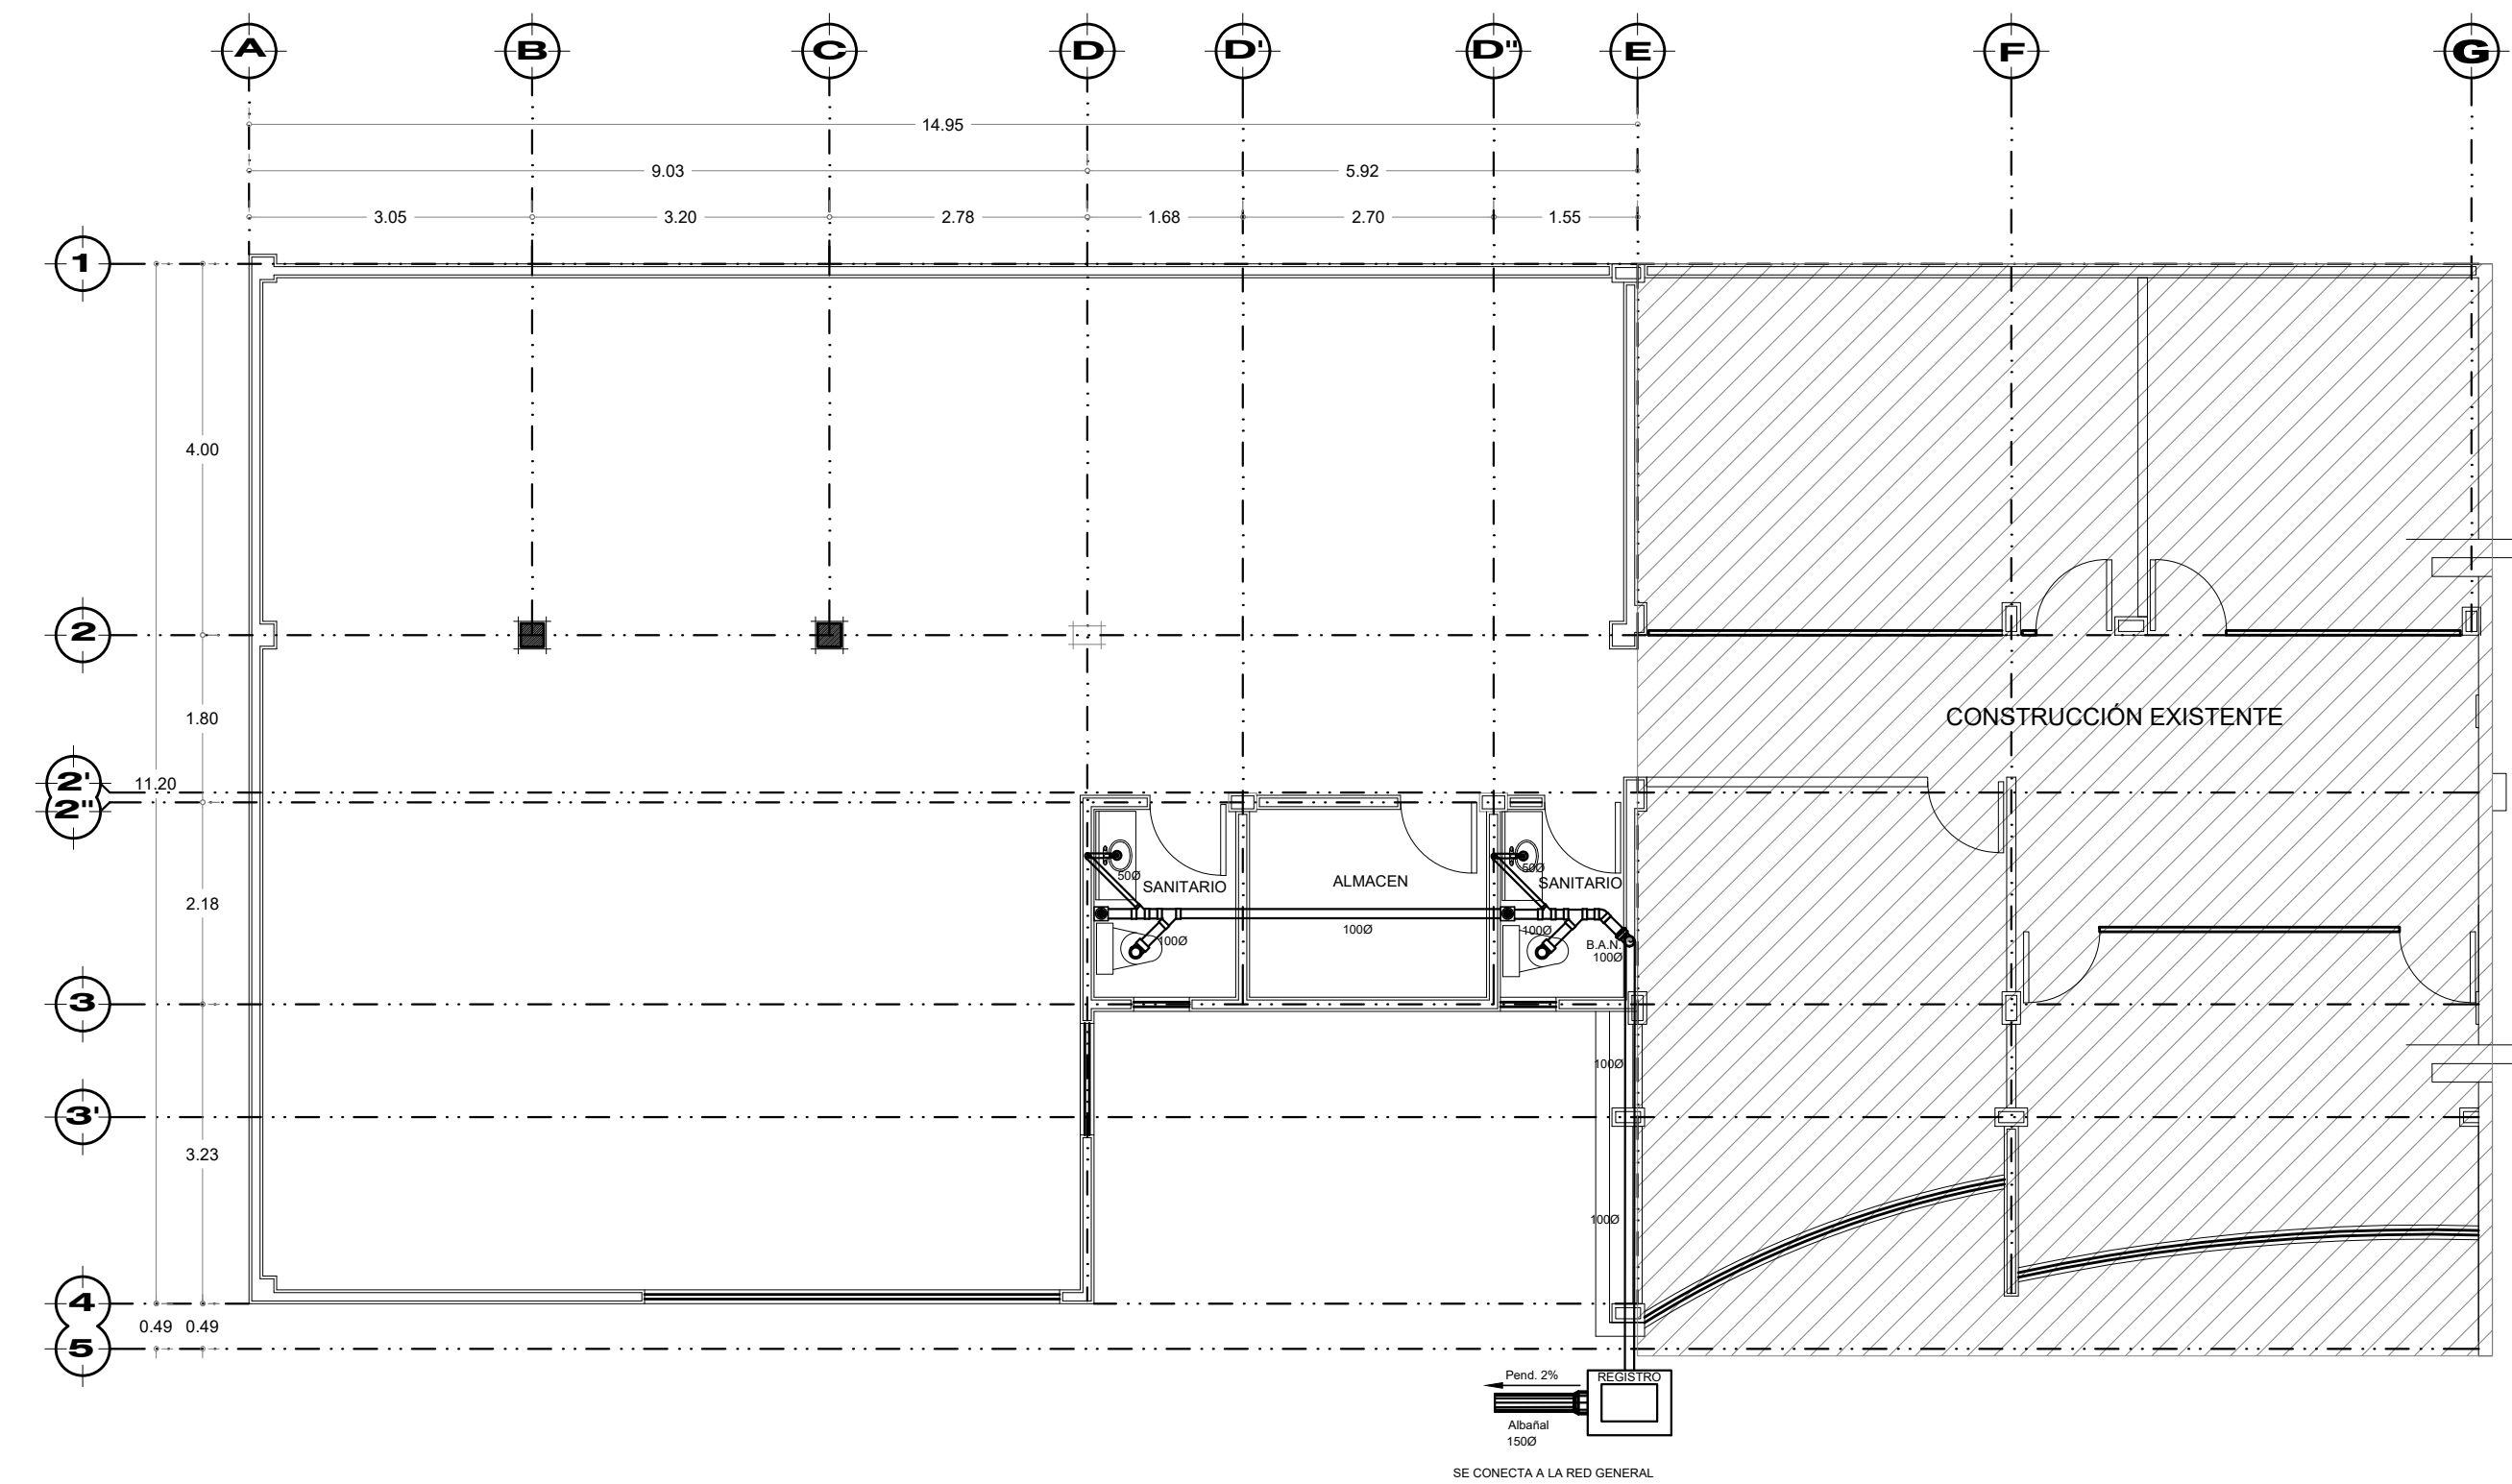 A B C D D' D" E F G
14.95
9.03 5.92
3.05 3.20 2.78 1.68 2.70 1.55
1
4.00
2
CONSTRUCCIÓN EXISTENTE
1.80
2'
11.20
2"
50Ø 50Ø
SANITARIO ALMACEN SANITARIO
2.18
100Ø 100Ø 100Ø
B.A.N.
100Ø
3
100Ø
3'
3.23
100Ø
4
0.49 0.49
5
Pend. 2% REGISTRO
Albañal
150Ø
SE CONECTA A LA RED GENERAL